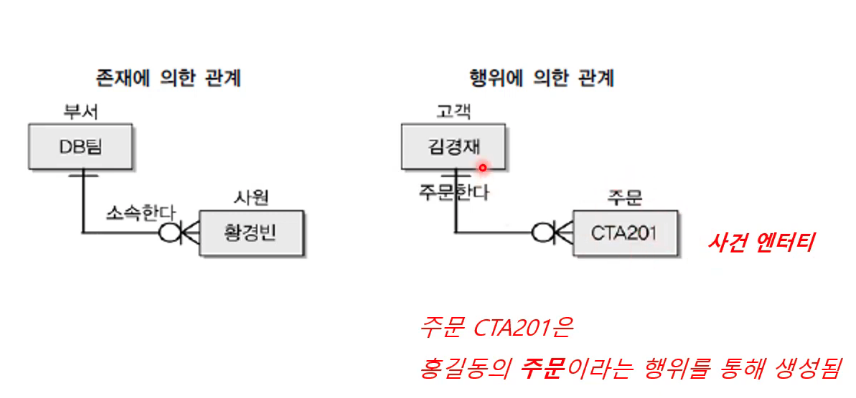 존재에 의한 관계
부서
DB팀
소속한다
사원
황경빈
행위에 의한 관계
고객
김경재
주문한다
주문
CTA201
사건 엔터티
주문 CTA201은
홍길동의 주문이라는 행위를 통해 생성됨